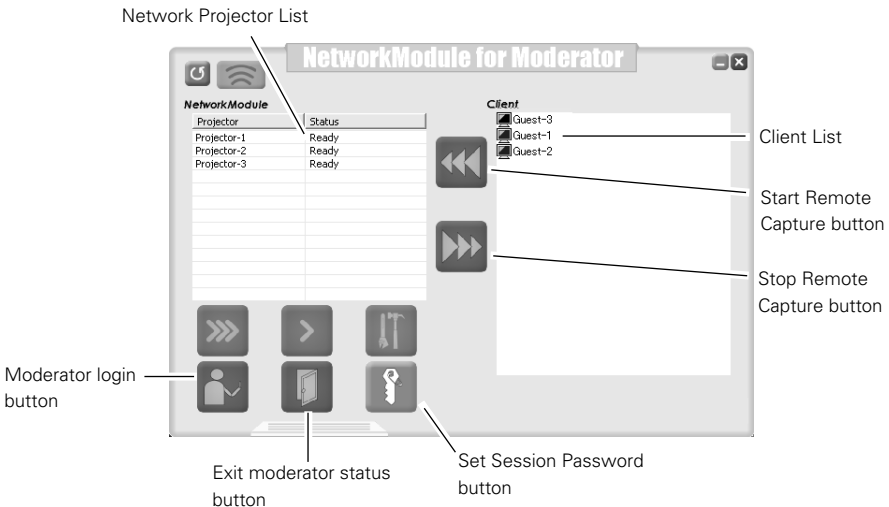 Network Projector List
NetworkModule for Moderator
NetworkModule
Projector Status
Projector-1 Ready
Projector-2 Ready
Projector-3 Ready
Client
Guest-3
Guest-1
Guest-2
Client List
Start Remote
Capture button
Stop Remote
Capture button
Moderator login
button
Exit moderator status
button
Set Session Password
button